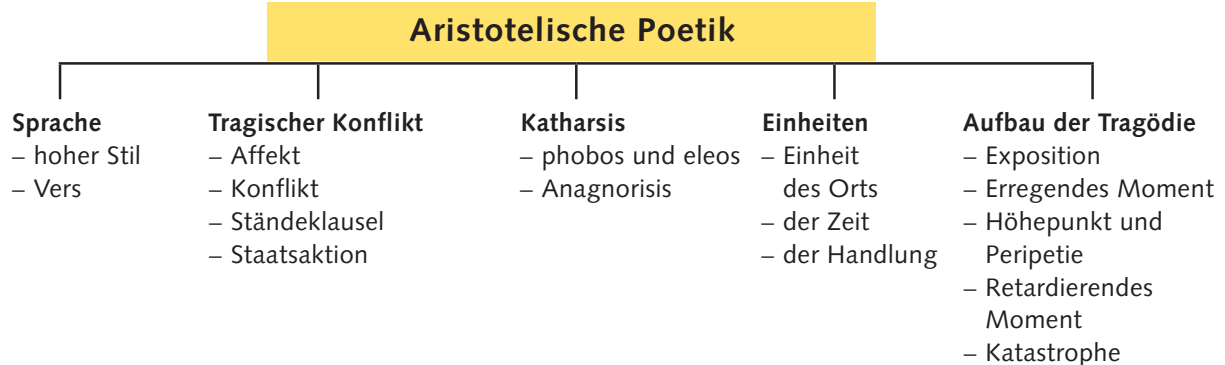 Aristotelische Poetik
Sprache
– hoher Stil
– Vers
Tragischer Konflikt
– Affekt
– Konflikt
– Ständeklausel
– Staatsaktion
Katharsis
– phobos und eleos
– Anagnorisis
Einheiten
– Einheit
des Orts
– der Zeit
– der Handlung
Aufbau der Tragödie
– Exposition
– Erregendes Moment
– Höhepunkt und
Peripetie
– Retardierendes
Moment
– Katastrophe